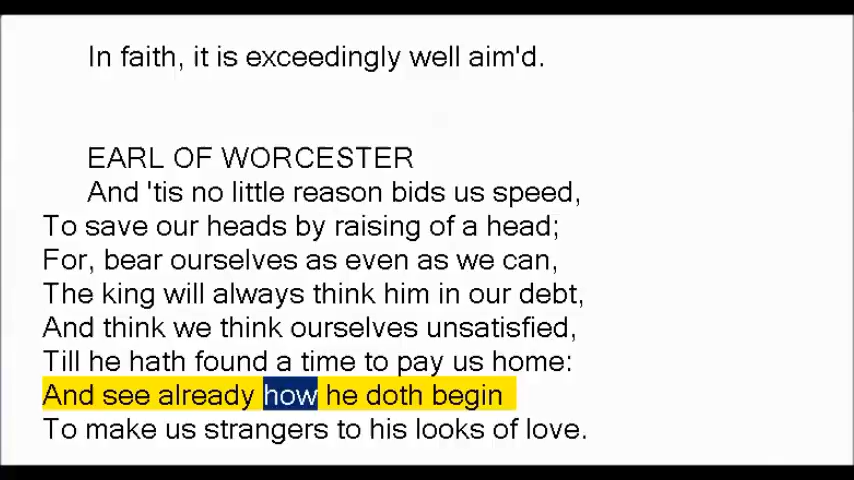 In faith, it is exceedingly well aim'd.
EARL OF WORCESTER
And 'tis no little reason bids us speed,
To save our heads by raising of a head;
For, bear ourselves as even as we can,
The king will always think him in our debt,
And think we think ourselves unsatisfied,
Till he hath found a time to pay us home:
And see already how he doth begin
To make us strangers to his looks of love.